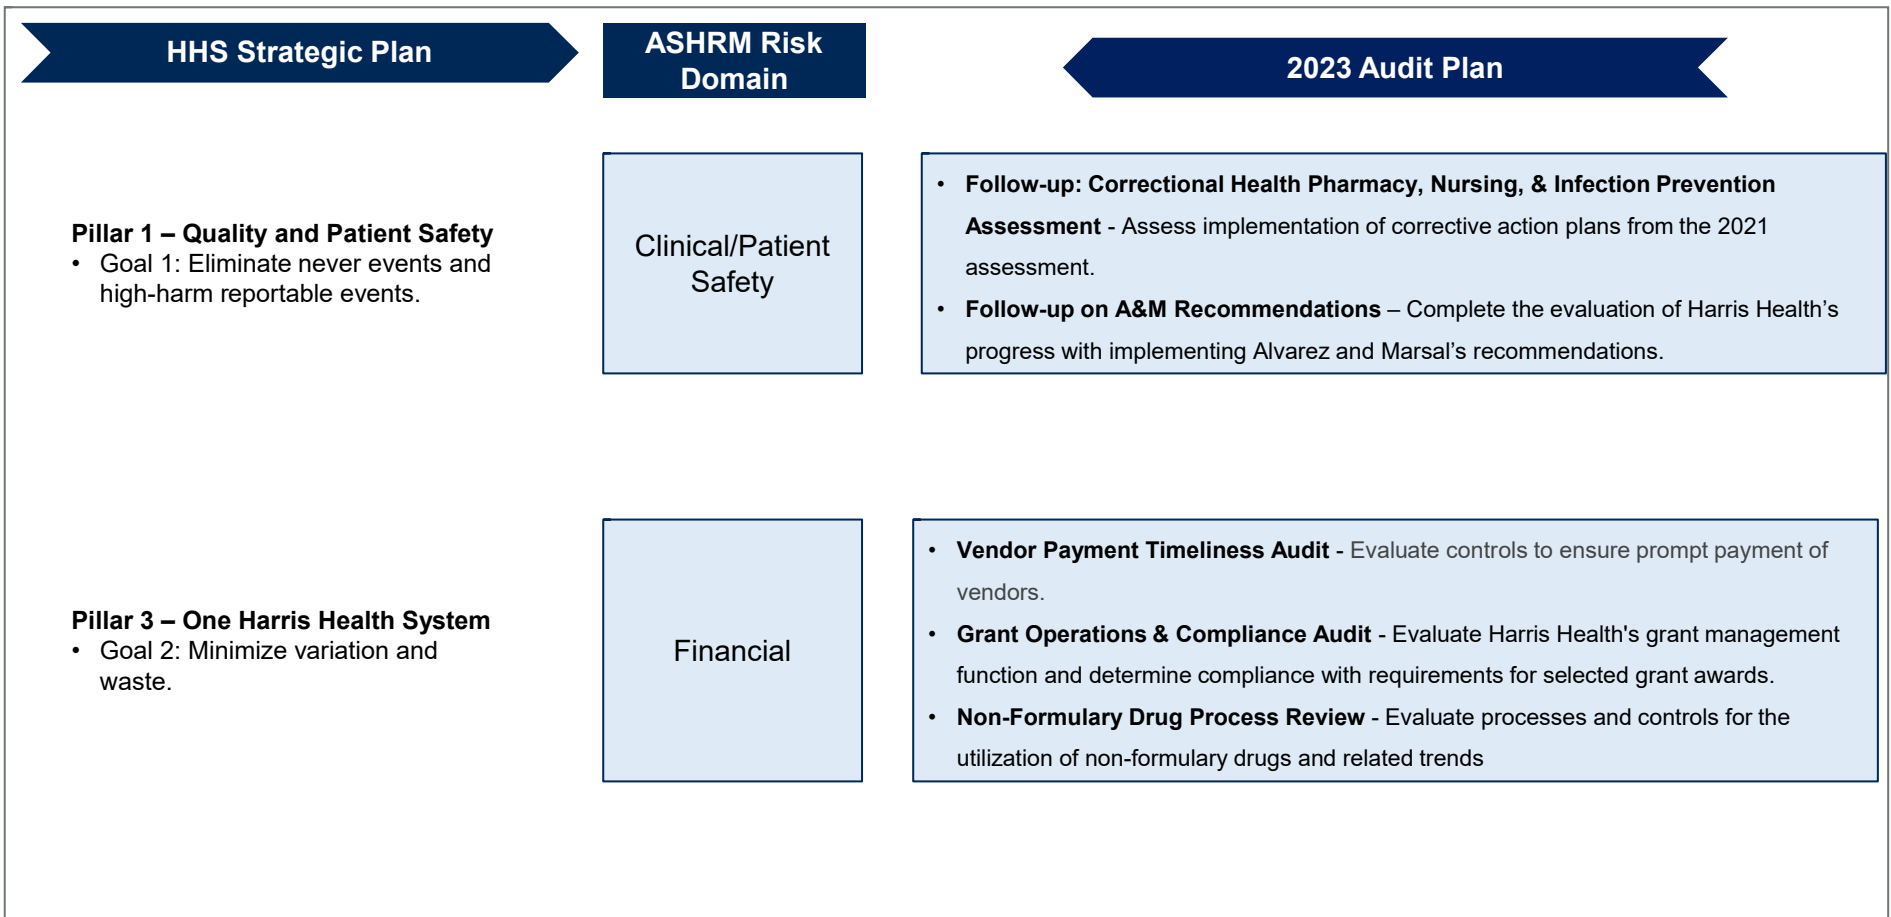 HHS Strategic Plan
ASHRM Risk
Domain
2023 Audit Plan
Pillar 1 – Quality and Patient Safety
• Goal 1: Eliminate never events and
high-harm reportable events.
Clinical/Patient
Safety
• Follow-up: Correctional Health Pharmacy, Nursing, & Infection Prevention
Assessment - Assess implementation of corrective action plans from the 2021
assessment.
• Follow-up on A&M Recommendations – Complete the evaluation of Harris Health’s
progress with implementing Alvarez and Marsal’s recommendations.
Pillar 3 – One Harris Health System
• Goal 2: Minimize variation and
waste.
Financial
• Vendor Payment Timeliness Audit - Evaluate controls to ensure prompt payment of
vendors.
• Grant Operations & Compliance Audit - Evaluate Harris Health's grant management
function and determine compliance with requirements for selected grant awards.
• Non-Formulary Drug Process Review - Evaluate processes and controls for the
utilization of non-formulary drugs and related trends